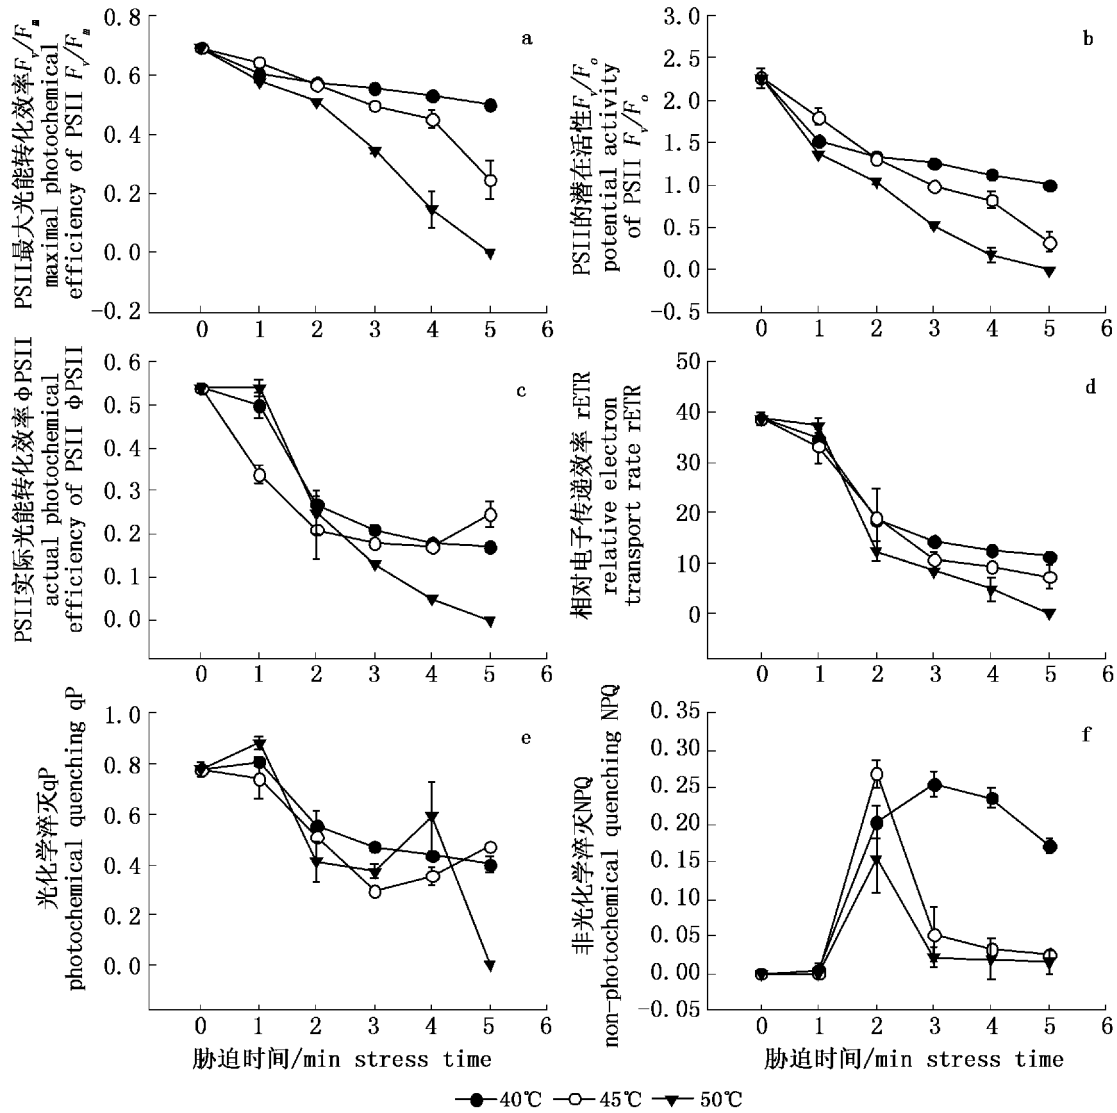 PSII最大光能转化效率Fv/Fm
maximal photochemical
efficiency of PSII Fv/Fm
0.8
0.6
0.4
0.2
0.0
-0.2
a
0 1 2 3 4 5 6
PSII的潜在活性Fv/Fo
potential activity
of PSII Fv/Fo
3.0
2.5
2.0
1.5
1.0
0.5
0.0
-0.5
b
0 1 2 3 4 5 6
PSII实际光能转化效率ΦPSII
actual photochemical
efficiency of PSII ΦPSII
0.6
0.5
0.4
0.3
0.2
0.1
0.0
c
0 1 2 3 4 5 6
相对电子传递效率 rETR
relative electron
transport rate rETR
50
40
30
20
10
0
d
0 1 2 3 4 5 6
光化学淬灭qP
photochemical quenching qP
1.0
0.8
0.6
0.4
0.2
0.0
e
0 1 2 3 4 5 6
胁迫时间/min stress time
非光化学淬灭NPQ
non-photochemical quenching NPQ
0.35
0.30
0.25
0.20
0.15
0.10
0.05
0.00
-0.05
f
0 1 2 3 4 5 6
胁迫时间/min stress time
40℃ 45℃ 50℃